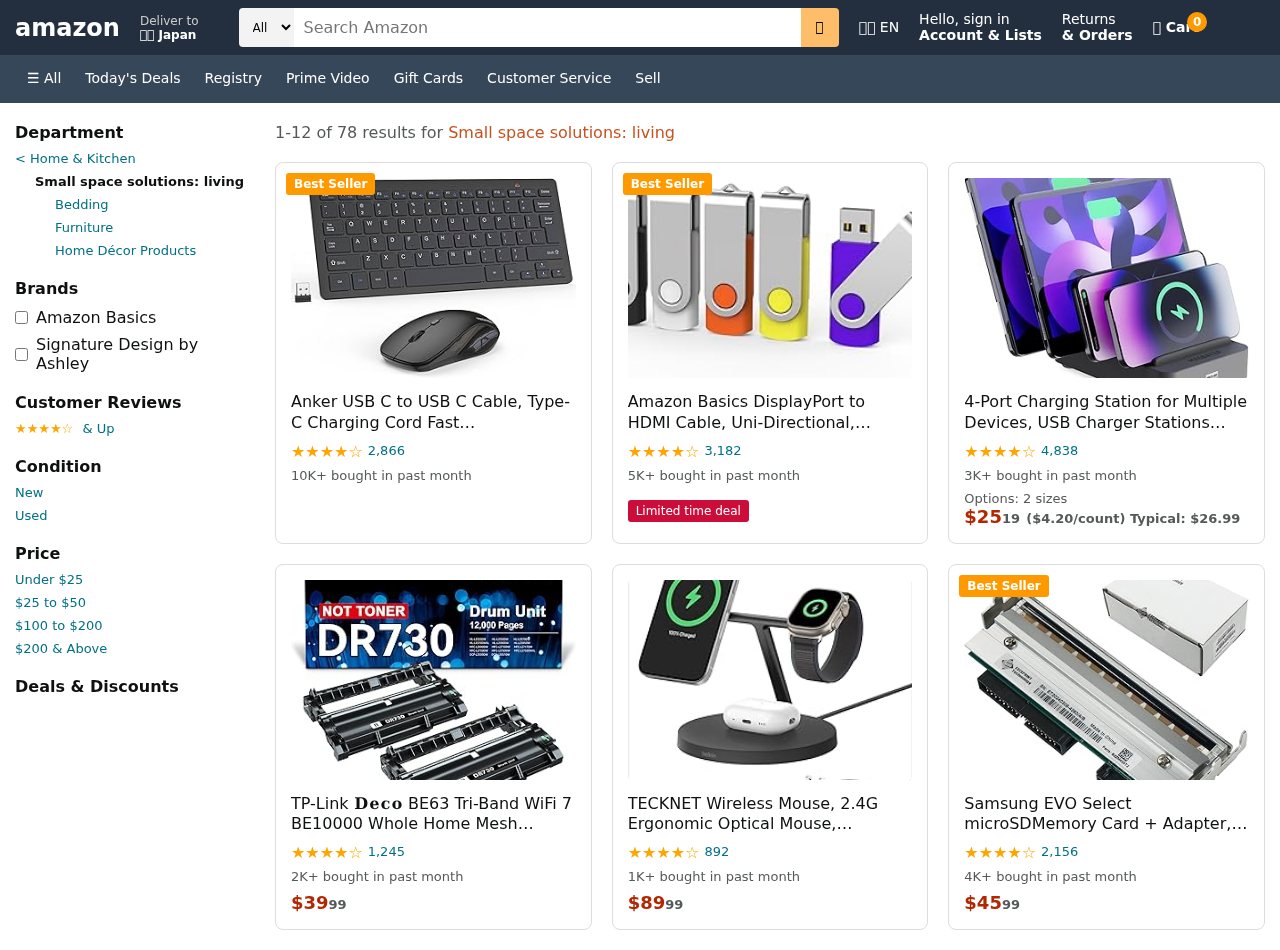 amazon
Deliver to
Japan
All
Search Amazon
EN
Hello, sign in
Account & Lists
Returns
& Orders
0
☰ All
Today's Deals
Registry
Prime Video
Gift Cards
Customer Service
Sell
Department
< Home & Kitchen
Small space solutions: living
Bedding
Furniture
Home Décor Products
Brands
Amazon Basics
Signature Design by
Ashley
Customer Reviews
★★★★☆ & Up
Condition
New
Used
Price
Under $25
$25 to $50
$100 to $200
$200 & Above
Deals & Discounts
1-12 of 78 results for Small space solutions: living
Best Seller
Anker USB C to USB C Cable, Type-
C Charging Cord Fast…
★★★★☆ 2,866
10K+ bought in past month
Best Seller
Amazon Basics DisplayPort to
HDMI Cable, Uni-Directional,…
★★★★☆ 3,182
5K+ bought in past month
Limited time deal
4-Port Charging Station for Multiple
Devices, USB Charger Stations…
★★★★☆ 4,838
3K+ bought in past month
Options: 2 sizes
$25 19 ($4.20/count) Typical: $26.99
NOT TONER
DR730
Drum Unit
12,000 Pages
DR730
DR730
TP-Link Deco BE63 Tri-Band WiFi 7
BE10000 Whole Home Mesh…
★★★★☆ 1,245
2K+ bought in past month
$39 99
100% Charged
belkin
TECKNET Wireless Mouse, 2.4G
Ergonomic Optical Mouse,…
★★★★☆ 892
1K+ bought in past month
$89 99
Best Seller
Made in China
Samsung EVO Select
microSDMemory Card + Adapter,…
★★★★☆ 2,156
4K+ bought in past month
$45 99